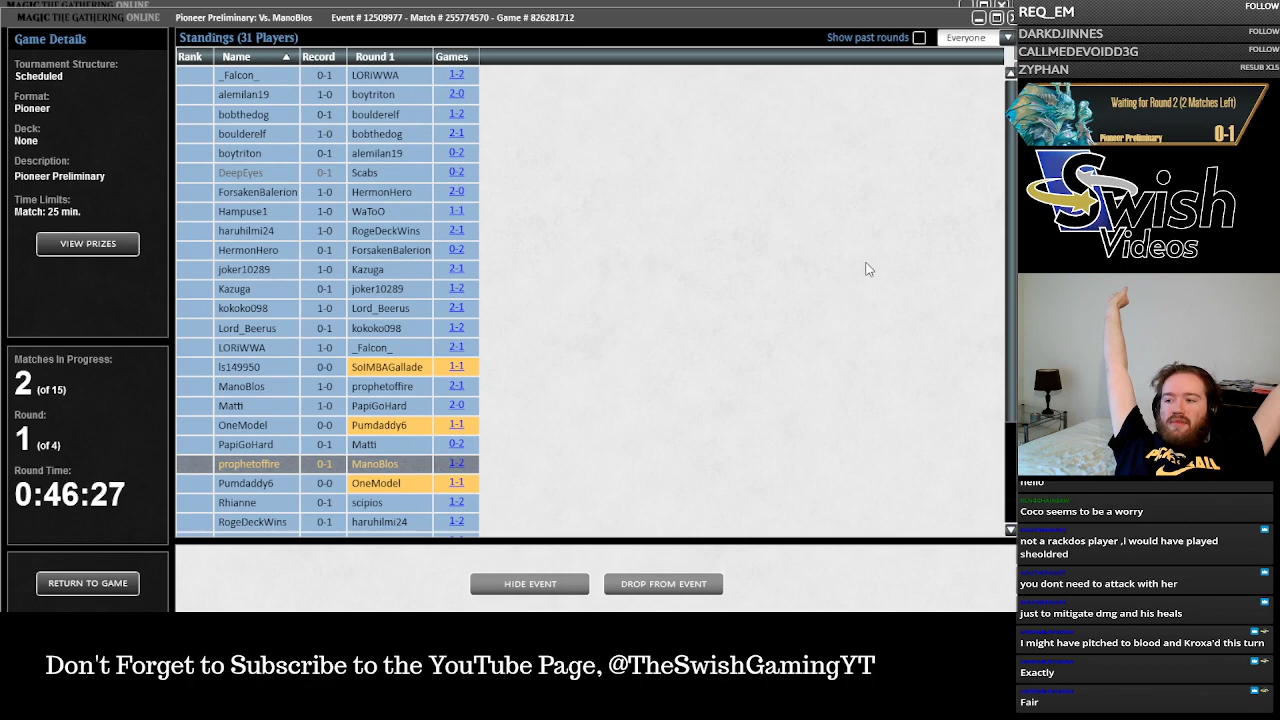 MAGIC THE GATHERING ONLINE
MAGIC THE GATHERING ONLINE Pioneer Preliminary: Vs. ManoBlos Event # 12509977 - Match # 255774570 - Game # 826281712
Game Details
Tournament Structure:
Scheduled
Format:
Pioneer
Deck:
None
Description:
Pioneer Preliminary
Time Limits:
Match: 25 min.
VIEW PRIZES
Matches In Progress:
2 (of 15)
Round:
1 (of 4)
Round Time:
0:46:27
RETURN TO GAME
Standings (31 Players) Show past rounds Everyone
Rank Name Record Round 1 Games
_Falcon_ 0-1 LORiWWA 1-2
alemilan19 1-0 boytriton 2-0
bobthedog 0-1 boulderelf 1-2
boulderelf 1-0 bobthedog 2-1
boytriton 0-1 alemilan19 0-2
DeepEyes 0-1 Scabs 0-2
ForsakenBalerion 1-0 HermonHero 2-0
Hampuse1 1-0 WaToO 1-1
haruhilmi24 1-0 RogeDeckWins 2-1
HermonHero 0-1 ForsakenBalerion 0-2
joker10289 1-0 Kazuga 2-1
Kazuga 0-1 joker10289 1-2
kokoko098 1-0 Lord_Beerus 2-1
Lord_Beerus 0-1 kokoko098 1-2
LORiWWA 1-0 _Falcon_ 2-1
ls149950 0-0 SoIMBAGallade 1-1
ManoBlos 1-0 prophetoffire 2-1
Matti 1-0 PapiGoHard 2-0
OneModel 0-0 Pumdaddy6 1-1
PapiGoHard 0-1 Matti 0-2
prophetoffire 0-1 ManoBlos 1-2
Pumdaddy6 0-0 OneModel 1-1
Rhianne 0-1 scipios 1-2
RogeDeckWins 0-1 haruhilmi24 1-2
HIDE EVENT DROP FROM EVENT
Don't Forget to Subscribe to the YouTube Page, @TheSwishGamingYT
REQ_EM FOLLOW
DARKDJINNES FOLLOW
CALLMEDEVOIDD3G FOLLOW
ZYPHAN RESUB X15
Waiting for Round 2 (2 Matches Left)
Pioneer Preliminary 0-1
Swish
Videos
hello
Coco seems to be a worry
not a rackdos player ,i would have played
sheoldred
you dont need to attack with her
just to mitigate dmg and his heals
I might have pitched to blood and Kroxa'd this turn
Exactly
Fair